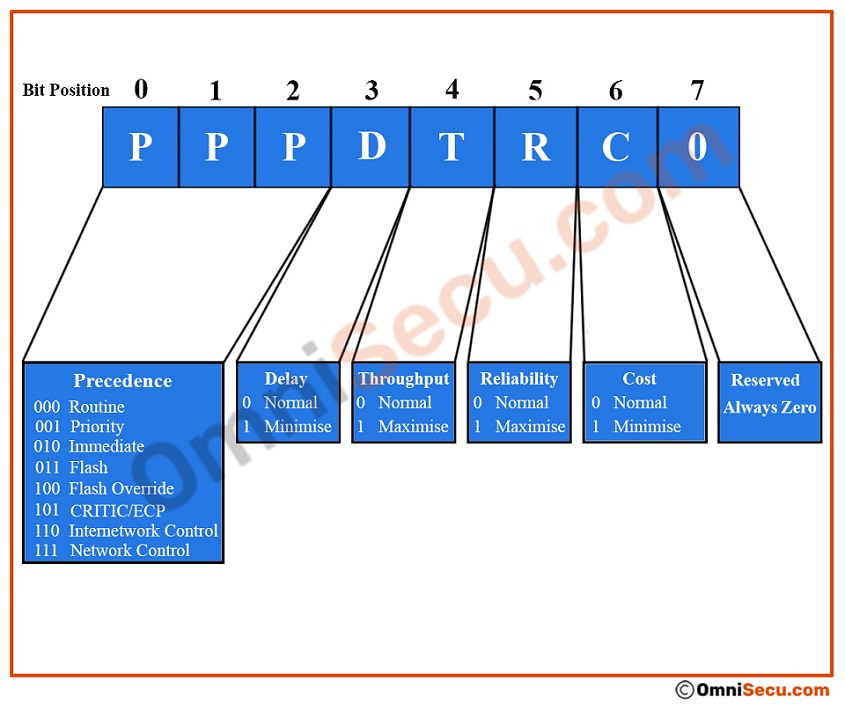 Bit Position 0 1 2 3 4 5 6 7
P P P D T R C 0
Precedence
000 Routine
001 Priority
010 Immediate
011 Flash
100 Flash Override
101 CRITIC/ECP
110 Internetwork Control
111 Network Control
Delay
0 Normal
1 Minimise
Throughput
0 Normal
1 Maximise
Reliability
0 Normal
1 Maximise
Cost
0 Normal
1 Minimise
Reserved
Always Zero
OmniSecu.com
©OmniSecu.com